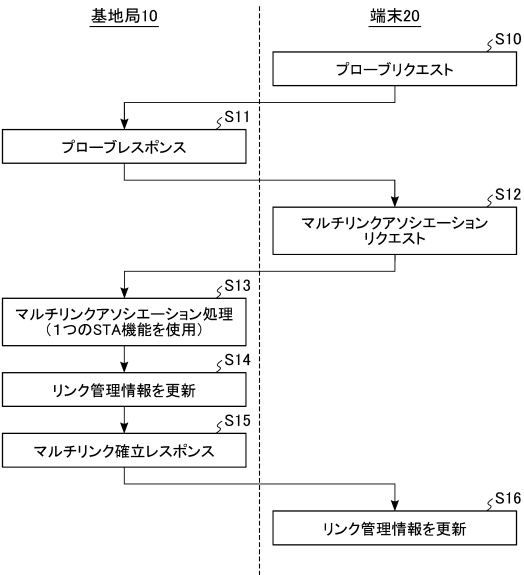 基地局10
端末20
S10
プローブリクエスト
S11
プローブレスポンス
S12
マルチリンクアソシエーション
リクエスト
S13
マルチリンクアソシエーション処理
(1つのSTA機能を使用)
S14
リンク管理情報を更新
S15
マルチリンク確立レスポンス
S16
リンク管理情報を更新